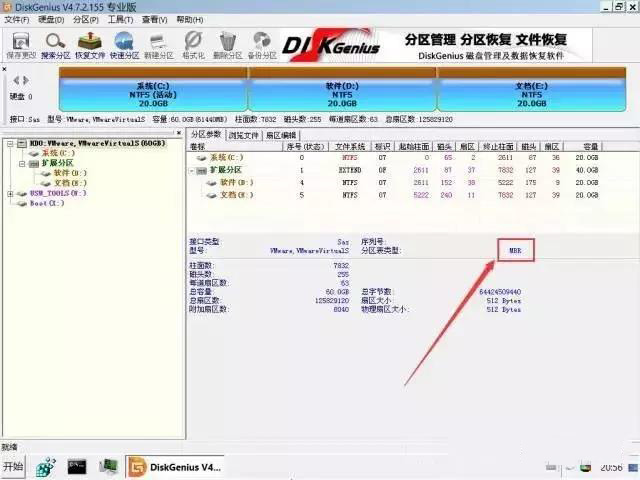 DiskGenius V4.7.2.155 专业版
文件(F) 硬盘(D) 分区(P) 工具(T) 查看(V) 帮助(H)
保存更改 搜索分区 恢复文件 快速分区 新建分区 格式化 删除分区 备份分区
DISKGenius
分区管理 分区恢复 文件恢复
DiskGenius 磁盘管理及数据恢复软件
硬盘 0
系统(C:)
NTFS (活动)
20.0GB
软件(D:)
NTFS
20.0GB
文档(E:)
NTFS
20.0GB
接口:Sas 型号:VMware,VMwareVirtualS 容量:60.0GB(61440MB) 柱面数:7832 磁头数:255 每道扇区数:63 总扇区数:125829120
HD0:VMware,VMwareVirtualS(60GB)
系统(C:)
扩展分区
软件(D:)
文档(E:)
USM_TOOLS(W:)
Boot(X:)
分区参数 浏览文件 扇区编辑
卷标 序号(状态) 文件系统 标识 起始柱面 磁头 扇区 终止柱面 磁头 扇区 容量
系统(C:) 0 NTFS 07 0 65 2 2611 87 36 20.0GB
扩展分区 1 EXTEND 0F 2611 87 37 7832 127 39 40.0GB
软件(D:) 4 NTFS 07 2611 152 38 5222 175 9 20.0GB
文档(E:) 5 NTFS 07 5222 240 11 7832 127 39 20.0GB
接口类型: Sas 序列号:
型号: VMware,VMwareVirtualS 分区表类型: MBR
柱面数: 7832
磁头数: 255
每道扇区数: 63
总容量: 60.0GB 总字节数: 64424509440
总扇区数: 125829120 扇区大小: 512 Bytes
附加扇区数: 8040 物理扇区大小: 512 Bytes
就绪
开始 DiskGenius V4... 20:56